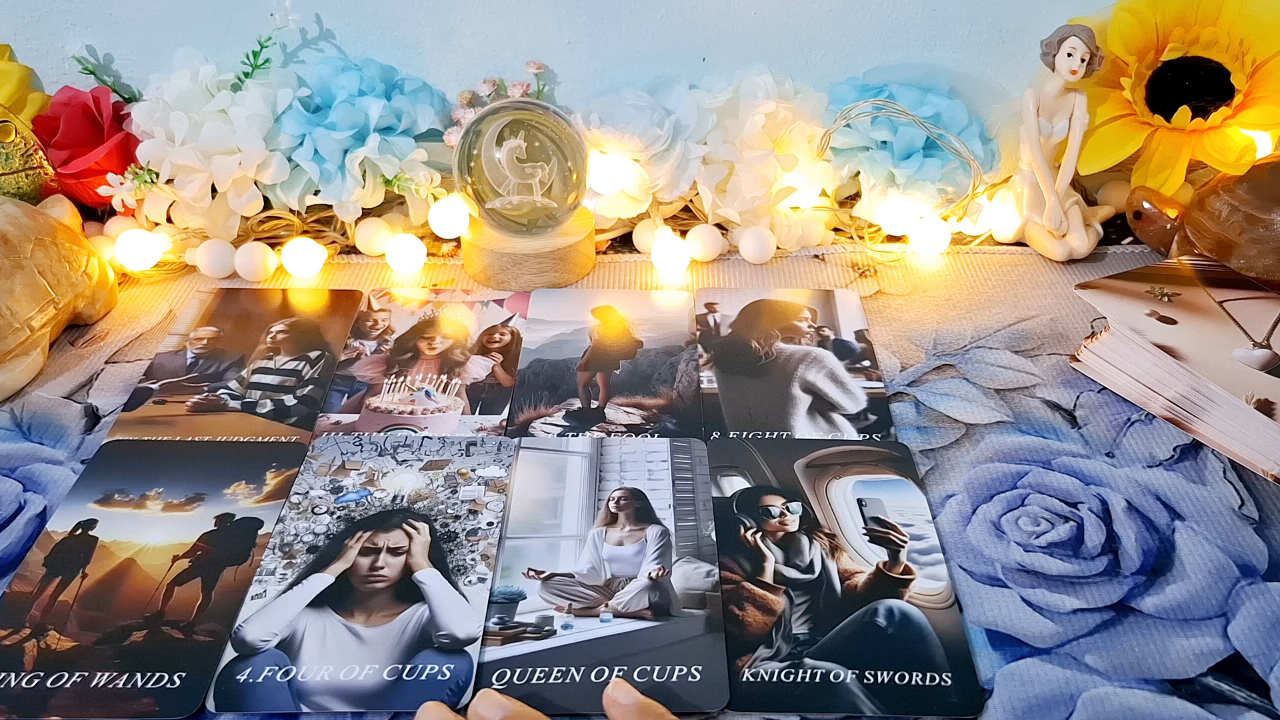 THE LAST JUDGMENT
THE FOOL
8.EIGHT CUPS
ING OF WANDS
4.FOUR OF CUPS
QUEEN OF CUPS
KNIGHT OF SWORDS